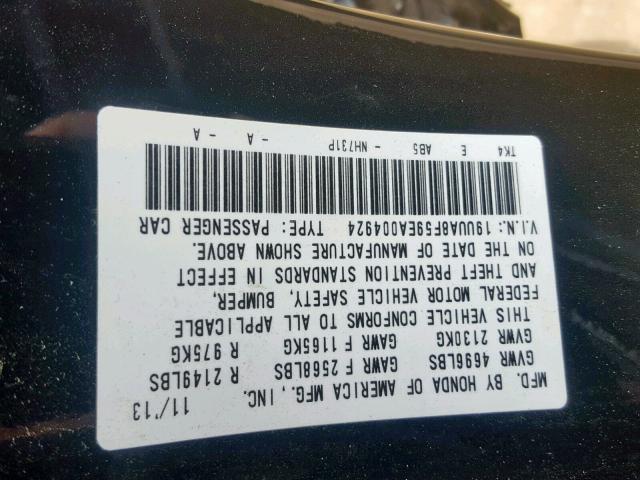 MFD. BY HONDA OF AMERICA MFG., INC. 11/'13
GVWR 4696LBS GAWR F 2568LBS R 2149LBS
GVWR 2130KG GAWR F 1165KG R 975KG
THIS VEHICLE CONFORMS TO ALL APPLICABLE
FEDERAL MOTOR VEHICLE SAFETY, BUMPER,
AND THEFT PREVENTION STANDARDS IN EFFECT
ON THE DATE OF MANUFACTURE SHOWN ABOVE.
V.I.N.: 19UUA8F59EA004924 TYPE: PASSENGER CAR
TK4 E AB5 - NH731P - A - A